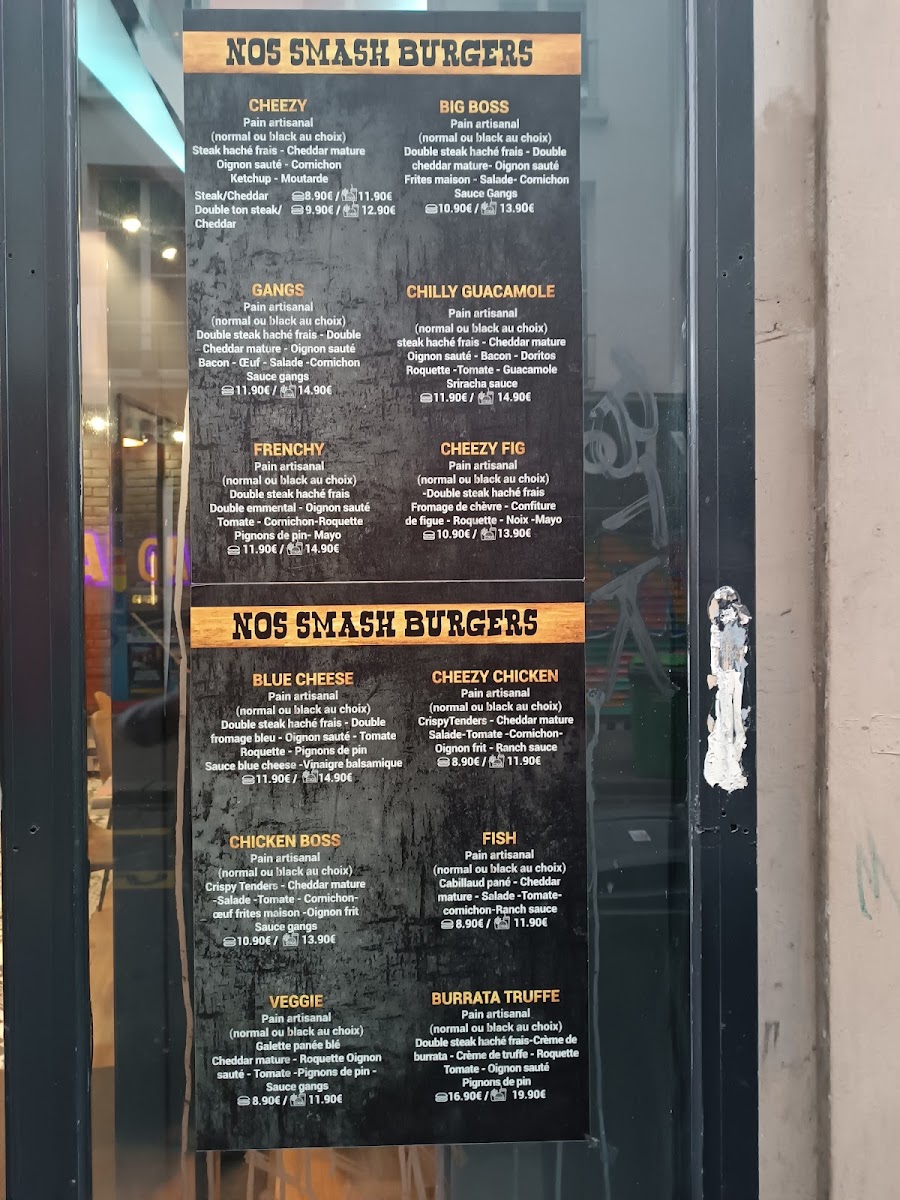 NOS SMASH BURGERS
CHEEZY
Pain artisanal
(normal ou black au choix)
Steak haché frais - Cheddar mature
Oignon sauté - Cornichon
Ketchup - Moutarde
Steak/Cheddar 8.90€ / 11.90€
Double ton steak/ 9.90€ / 12.90€
Cheddar
BIG BOSS
Pain artisanal
(normal ou black au choix)
Double steak haché frais - Double
cheddar mature- Oignon sauté
Frites maison - Salade- Cornichon
Sauce Gangs
10.90€ / 13.90€
GANGS
Pain artisanal
(normal ou black au choix)
Double steak haché frais - Double
Cheddar mature - Oignon sauté
Bacon - Œuf - Salade -Cornichon
Sauce gangs
11.90€ / 14.90€
CHILLY GUACAMOLE
Pain artisanal
(normal ou black au choix)
steak haché frais - Cheddar mature
Oignon sauté - Bacon - Doritos
Roquette -Tomate - Guacamole
Sriracha sauce
11.90€ / 14.90€
FRENCHY
Pain artisanal
(normal ou black au choix)
Double steak haché frais
Double emmental - Oignon sauté
Tomate - Cornichon-Roquette
Pignons de pin- Mayo
11.90€ / 14.90€
CHEEZY FIG
Pain artisanal
(normal ou black au choix)
-Double steak haché frais
Fromage de chèvre - Confiture
de figue - Roquette - Noix -Mayo
10.90€ / 13.90€
NOS SMASH BURGERS
BLUE CHEESE
Pain artisanal
(normal ou black au choix)
Double steak haché frais - Double
fromage bleu - Oignon sauté - Tomate
Roquette - Pignons de pin
Sauce blue cheese -Vinaigre balsamique
11.90€ / 14.90€
CHEEZY CHICKEN
Pain artisanal
(normal ou black au choix)
CrispyTenders - Cheddar mature
Salade-Tomate -Cornichon-
Oignon frit - Ranch sauce
8.90€ / 11.90€
CHICKEN BOSS
Pain artisanal
(normal ou black au choix)
Crispy Tenders - Cheddar mature
-Salade -Tomate - Cornichon-
œuf frites maison -Oignon frit
Sauce gangs
10.90€ / 13.90€
FISH
Pain artisanal
(normal ou black au choix)
Cabillaud pané - Cheddar
mature - Salade -Tomate-
cornichon-Ranch sauce
8.90€ / 11.90€
VEGGIE
Pain artisanal
(normal ou black au choix)
Galette panée blé
Cheddar mature - Roquette Oignon
sauté - Tomate -Pignons de pin -
Sauce gangs
8.90€ / 11.90€
BURRATA TRUFFE
Pain artisanal
(normal ou black au choix)
Double steak haché frais-Crème de
burrata - Crème de truffe - Roquette
Tomate - Oignon sauté
Pignons de pin
16.90€ / 19.90€